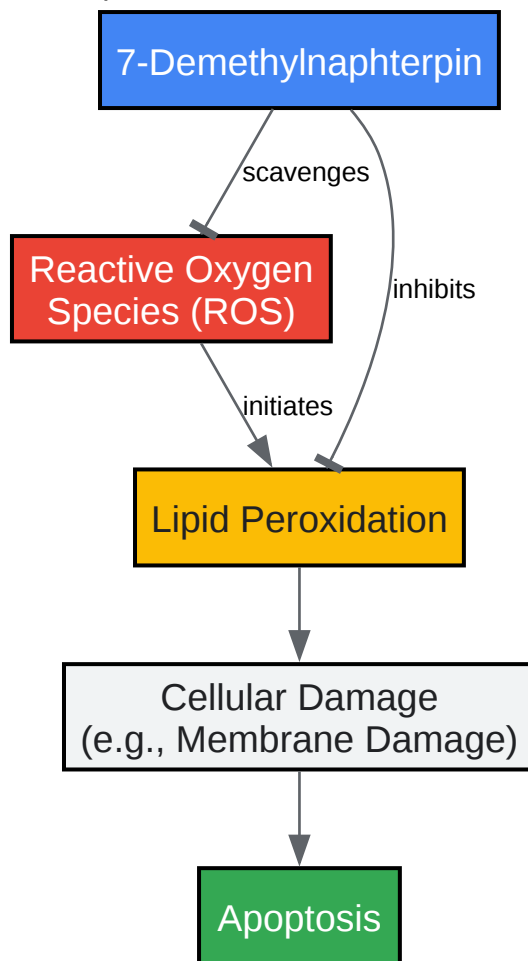 7-Demethylnaphterpin
scavenges
Reactive Oxygen
Species (ROS)
inhibits
initiates
Lipid Peroxidation
Cellular Damage
(e.g., Membrane Damage)
Apoptosis